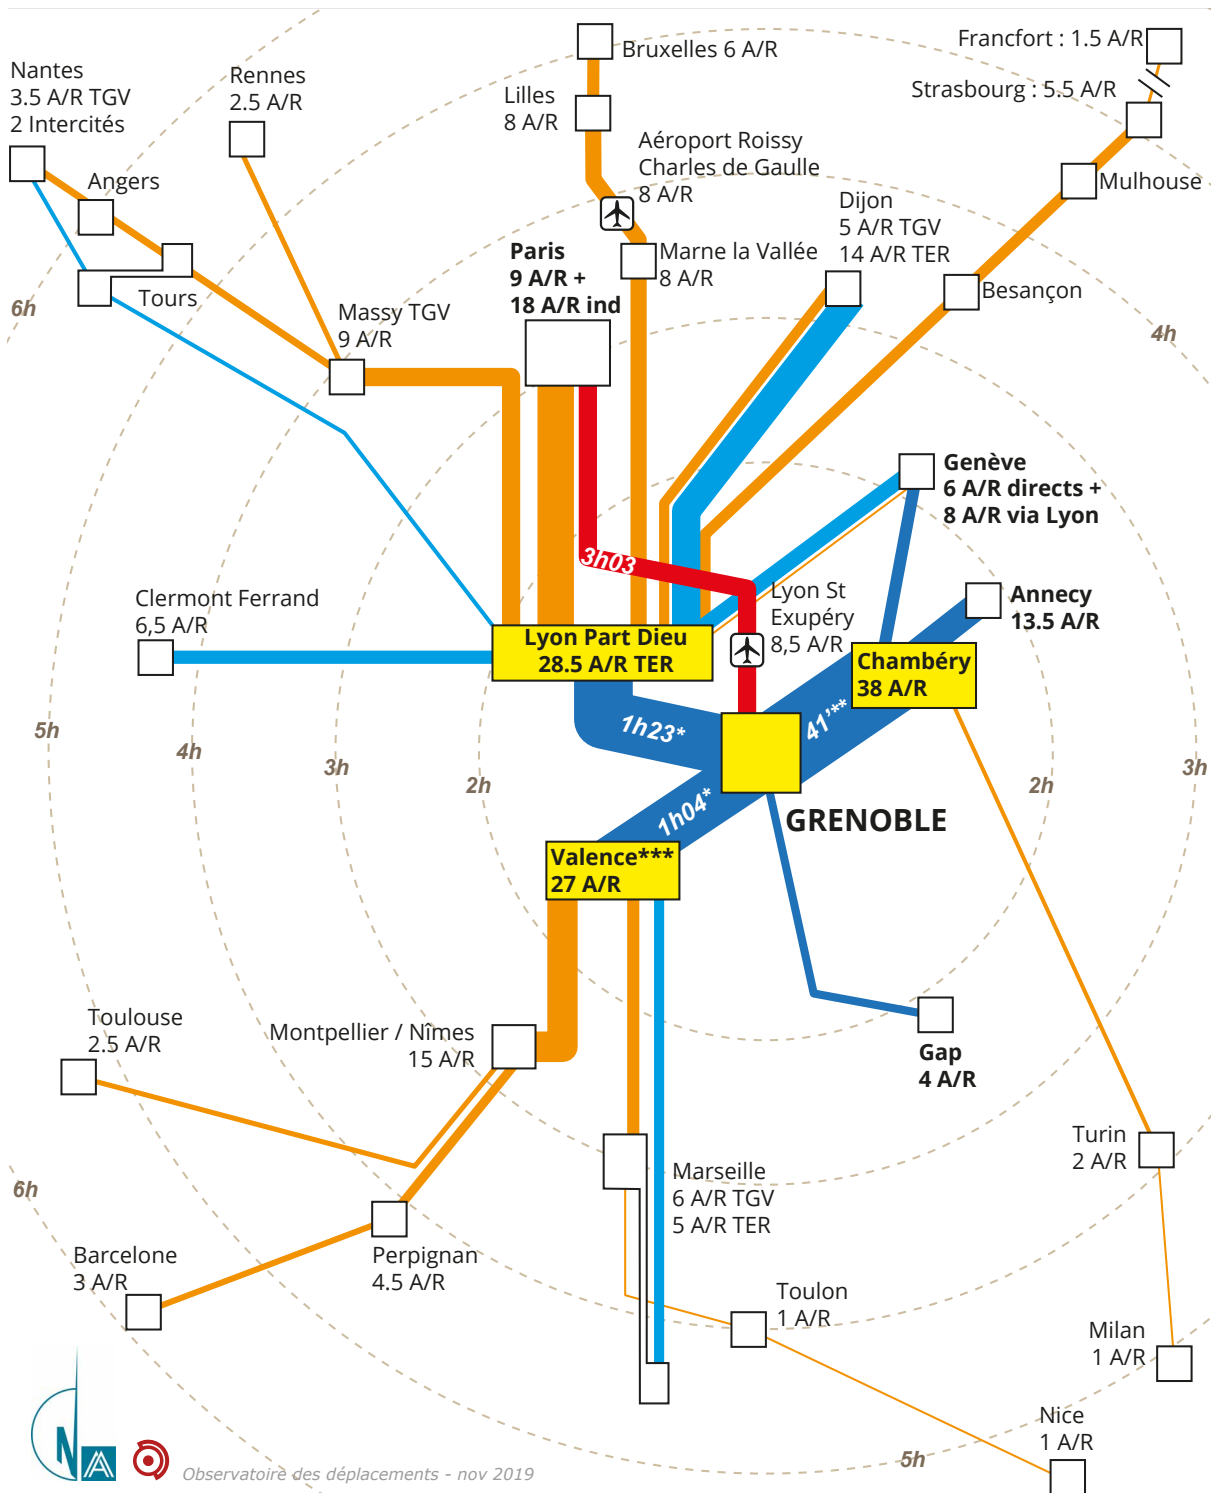 Nantes
3.5 A/R TGV
2 Intercités
Rennes
2.5 A/R
Bruxelles 6 A/R
Lilles
8 A/R
Francfort : 1.5 A/R
Strasbourg : 5.5 A/R
Aéroport Roissy
Charles de Gaulle
8 A/R
Angers
Mulhouse
Dijon
5 A/R TGV
14 A/R TER
Paris
9 A/R +
18 A/R ind
Marne la Vallée
8 A/R
Tours
Besançon
6h
Massy TGV
9 A/R
4h
Genève
6 A/R directs +
8 A/R via Lyon
3h03
Clermont Ferrand
6,5 A/R
Lyon St
Exupéry
8,5 A/R
Annecy
13.5 A/R
Lyon Part Dieu
28.5 A/R TER
Chambéry
38 A/R
5h
4h
3h
2h
1h23*
41'**
2h
3h
1h04*
GRENOBLE
Valence***
27 A/R
Toulouse
2.5 A/R
Montpellier / Nîmes
15 A/R
Gap
4 A/R
Turin
2 A/R
6h
Marseille
6 A/R TGV
5 A/R TER
Barcelone
3 A/R
Perpignan
4.5 A/R
Toulon
1 A/R
Milan
1 A/R
Nice
1 A/R
5h
N
Observatoire des déplacements - nov 2019